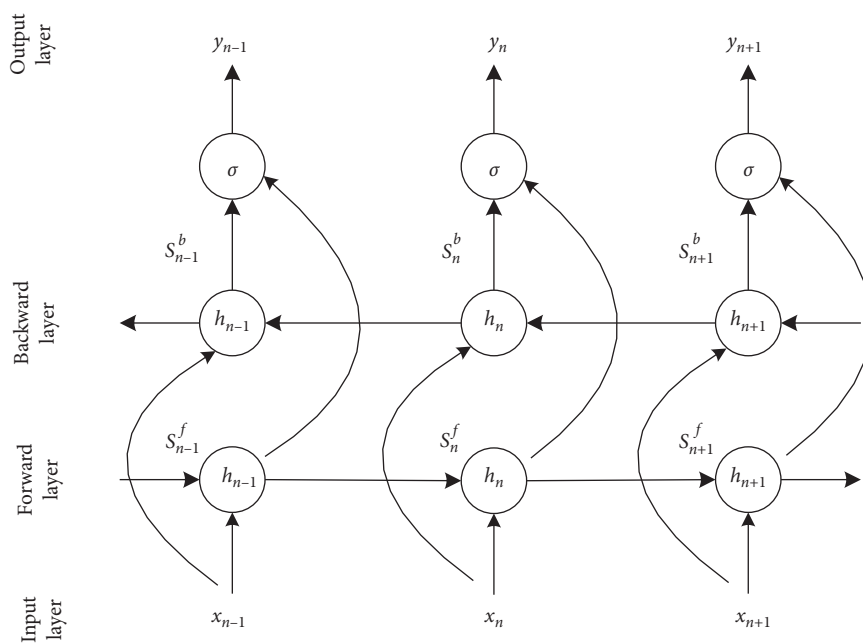 Output layer
y_{n-1} y_n y_{n+1}
σ σ σ
S^b_{n-1} S^b_n S^b_{n+1}
Backward layer
h_{n-1} h_n h_{n+1}
S^f_{n-1} S^f_n S^f_{n+1}
Forward layer
h_{n-1} h_n h_{n+1}
Input layer
x_{n-1} x_n x_{n+1}